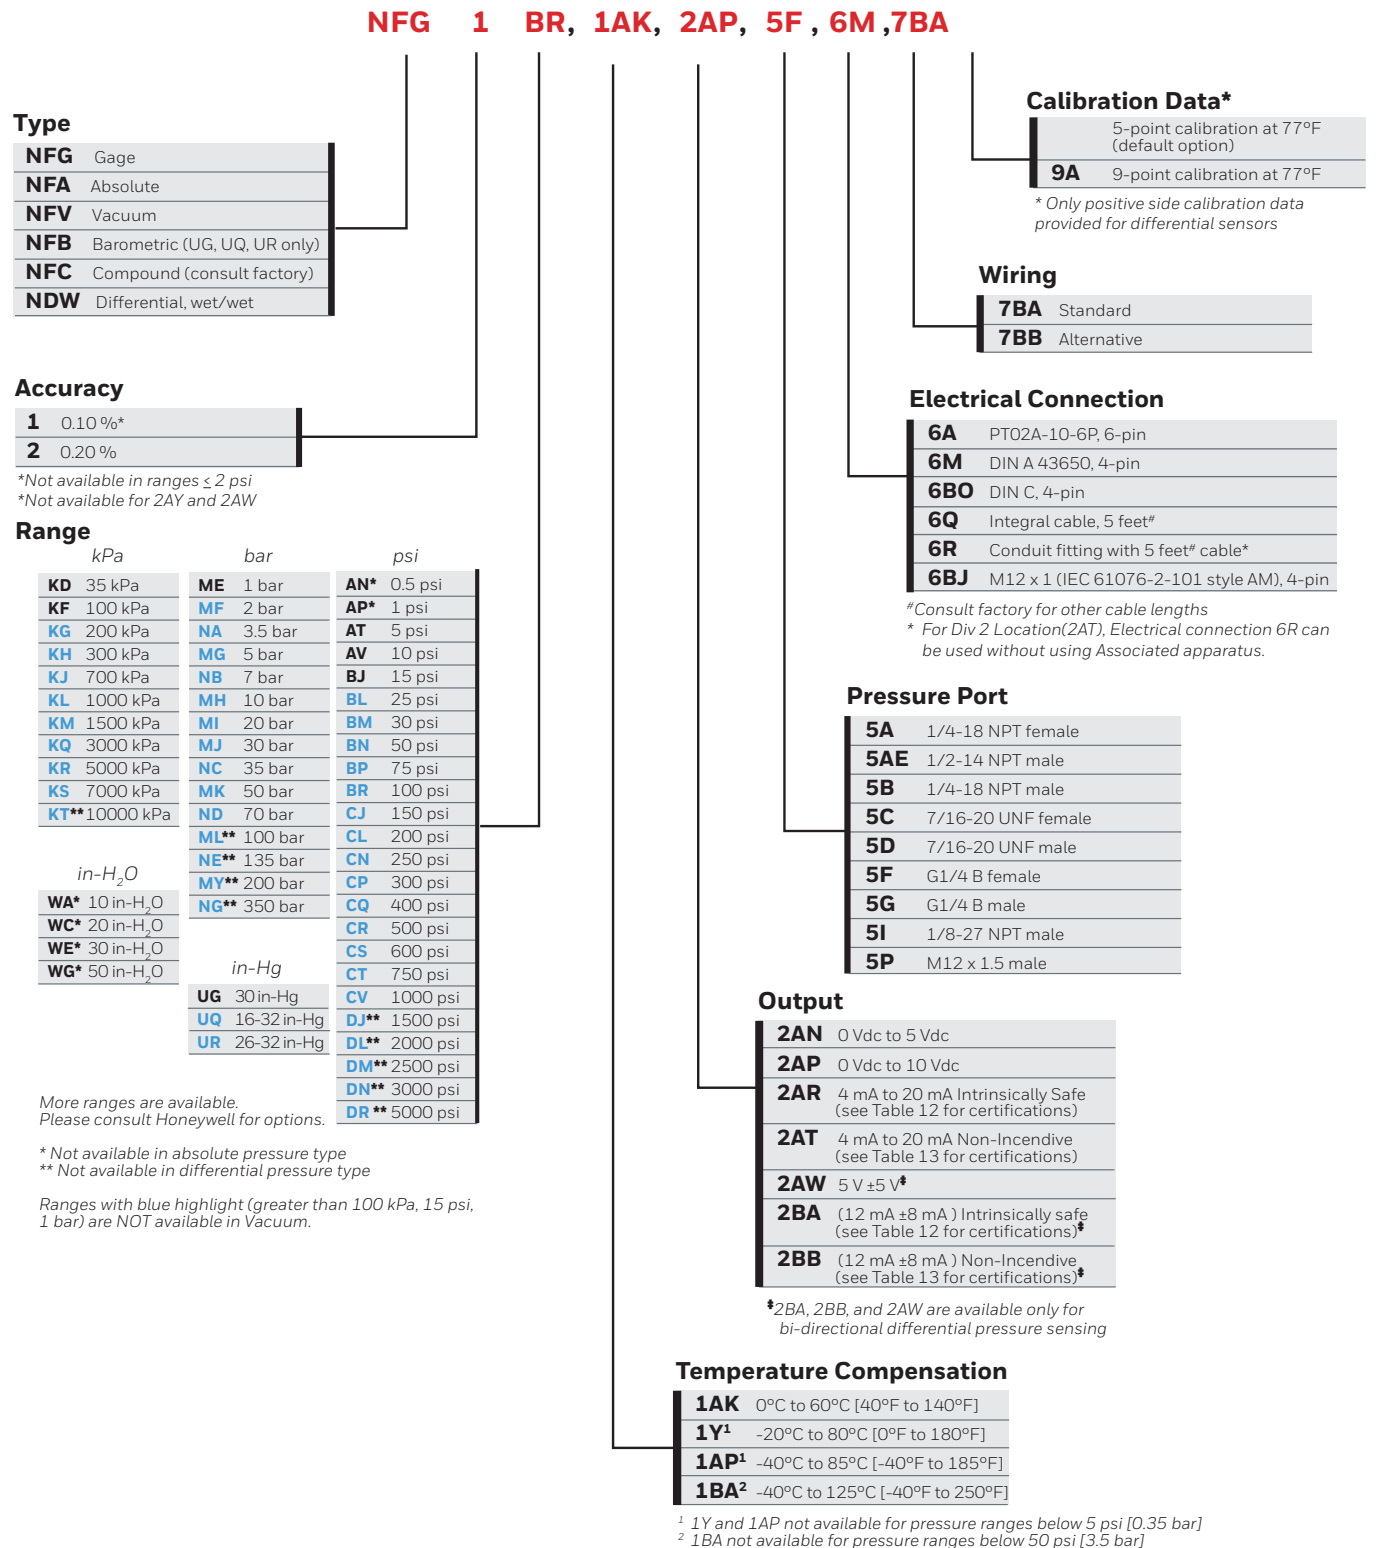 NFG 1 BR, 1AK, 2AP, 5F , 6M ,7BA
Type
NFG Gage
NFA Absolute
NFV Vacuum
NFB Barometric (UG, UQ, UR only)
NFC Compound (consult factory)
NDW Differential, wet/wet
Accuracy
1 0.10 %*
2 0.20 %
*Not available in ranges ≤ 2 psi
*Not available for 2AY and 2AW
Range
kPa
KD 35 kPa
KF 100 kPa
KG 200 kPa
KH 300 kPa
KJ 700 kPa
KL 1000 kPa
KM 1500 kPa
KQ 3000 kPa
KR 5000 kPa
KS 7000 kPa
KT** 10000 kPa
in-H₂O
WA* 10 in-H₂O
WC* 20 in-H₂O
WE* 30 in-H₂O
WG* 50 in-H₂O
bar
ME 1 bar
MF 2 bar
NA 3.5 bar
MG 5 bar
NB 7 bar
MH 10 bar
MI 20 bar
MJ 30 bar
NC 35 bar
MK 50 bar
ND 70 bar
ML** 100 bar
NE** 135 bar
MY** 200 bar
NG** 350 bar
in-Hg
UG 30 in-Hg
UQ 16-32 in-Hg
UR 26-32 in-Hg
psi
AN* 0.5 psi
AP* 1 psi
AT 5 psi
AV 10 psi
BJ 15 psi
BL 25 psi
BM 30 psi
BN 50 psi
BP 75 psi
BR 100 psi
CJ 150 psi
CL 200 psi
CN 250 psi
CP 300 psi
CQ 400 psi
CR 500 psi
CS 600 psi
CT 750 psi
CV 1000 psi
DJ** 1500 psi
DL** 2000 psi
DM** 2500 psi
DN** 3000 psi
DR ** 5000 psi
More ranges are available.
Please consult Honeywell for options.
* Not available in absolute pressure type
** Not available in differential pressure type
Ranges with blue highlight (greater than 100 kPa, 15 psi,
1 bar) are NOT available in Vacuum.
Calibration Data*
5-point calibration at 77°F
(default option)
9A 9-point calibration at 77°F
* Only positive side calibration data
provided for differential sensors
Wiring
7BA Standard
7BB Alternative
Electrical Connection
6A PT02A-10-6P, 6-pin
6M DIN A 43650, 4-pin
6BO DIN C, 4-pin
6Q Integral cable, 5 feet#
6R Conduit fitting with 5 feet# cable*
6BJ M12 x 1 (IEC 61076-2-101 style AM), 4-pin
#Consult factory for other cable lengths
* For Div 2 Location(2AT), Electrical connection 6R can
be used without using Associated apparatus.
Pressure Port
5A 1/4-18 NPT female
5AE 1/2-14 NPT male
5B 1/4-18 NPT male
5C 7/16-20 UNF female
5D 7/16-20 UNF male
5F G1/4 B female
5G G1/4 B male
5I 1/8-27 NPT male
5P M12 x 1.5 male
Output
2AN 0 Vdc to 5 Vdc
2AP 0 Vdc to 10 Vdc
2AR 4 mA to 20 mA Intrinsically Safe
(see Table 12 for certifications)
2AT 4 mA to 20 mA Non-Incendive
(see Table 13 for certifications)
2AW 5 V ±5 V‡
2BA (12 mA ±8 mA ) Intrinsically safe
(see Table 12 for certifications)‡
2BB (12 mA ±8 mA ) Non-Incendive
(see Table 13 for certifications)‡
‡2BA, 2BB, and 2AW are available only for
bi-directional differential pressure sensing
Temperature Compensation
1AK 0°C to 60°C [40°F to 140°F]
1Y¹ -20°C to 80°C [0°F to 180°F]
1AP¹ -40°C to 85°C [-40°F to 185°F]
1BA² -40°C to 125°C [-40°F to 250°F]
¹ 1Y and 1AP not available for pressure ranges below 5 psi [0.35 bar]
² 1BA not available for pressure ranges below 50 psi [3.5 bar]